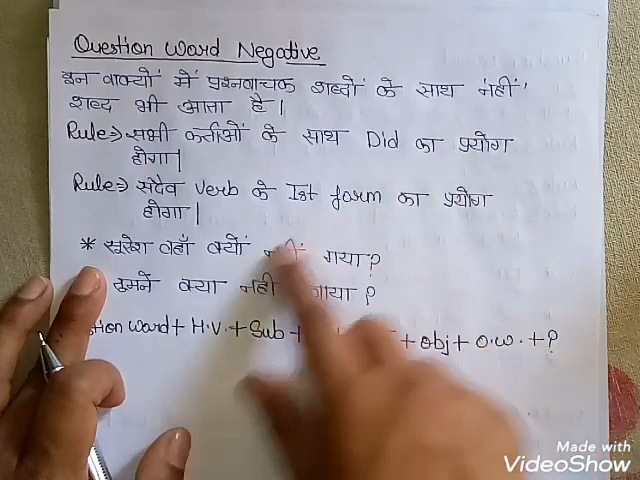 Question Word Negative
इन वाक्यों में प्रश्नवाचक शब्दों के साथ 'नहीं'
शब्द भी आता है।
Rule⇒ सभी कर्त्ताओं के साथ Did का प्रयोग
होगा।
Rule⇒ सदैव Verb के Ist form का प्रयोग
होगा।
* सुरेश वहाँ क्यों गया?
तुमने क्या नहीं ?
word + H.V. + Sub + + obj + O.W. + ?
Made with
VideoShow